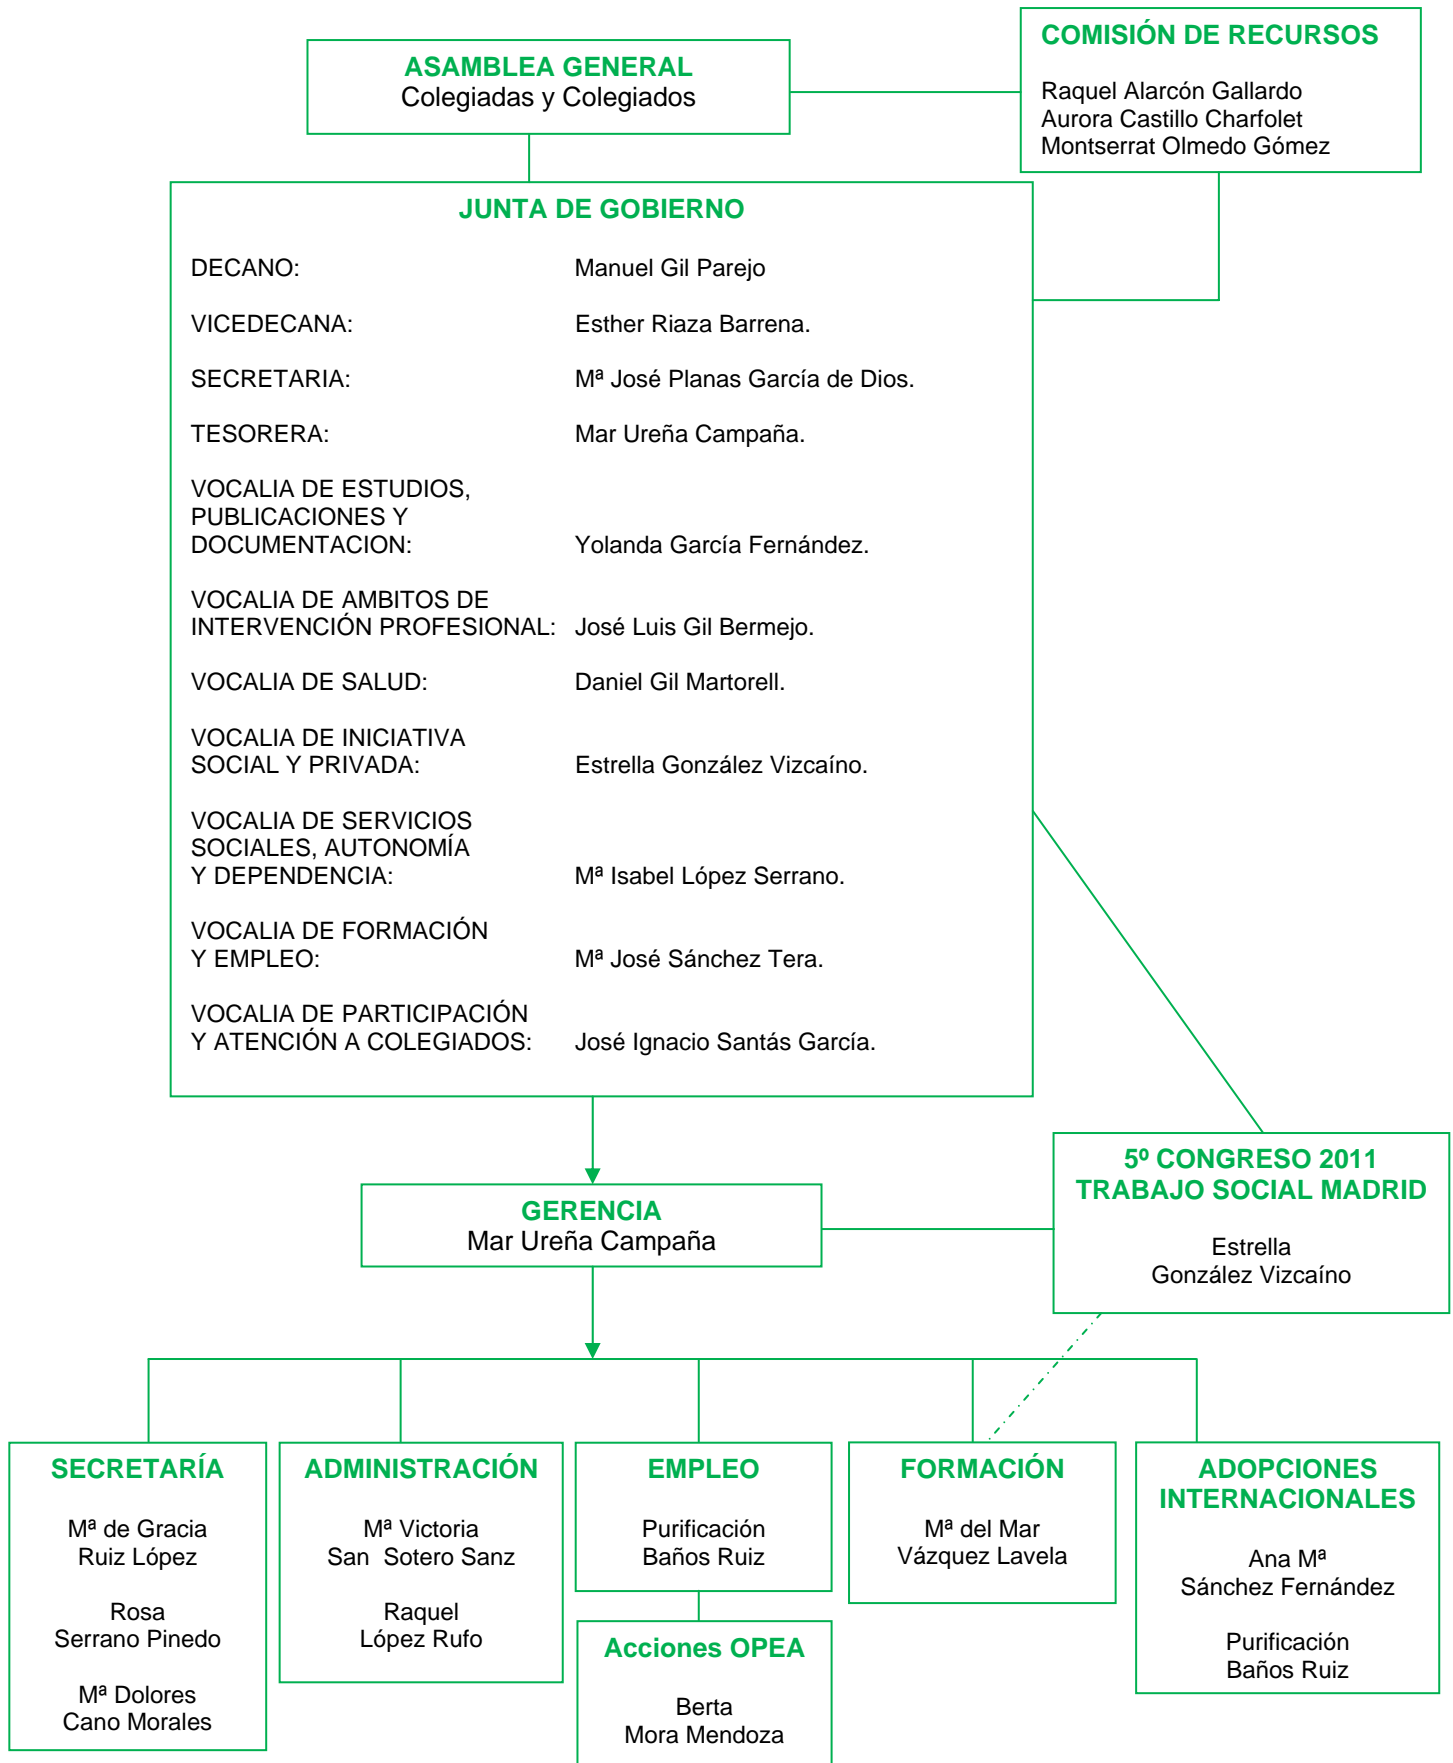 COMISIÓN DE RECURSOS
Raquel Alarcón Gallardo
Aurora Castillo Charfolet
Montserrat Olmedo Gómez
ASAMBLEA GENERAL
Colegiadas y Colegiados
JUNTA DE GOBIERNO
DECANO: Manuel Gil Parejo
VICEDECANA: Esther Riaza Barrena.
SECRETARIA: Mª José Planas García de Dios.
TESORERA: Mar Ureña Campaña.
VOCALIA DE ESTUDIOS,
PUBLICACIONES Y
DOCUMENTACION: Yolanda García Fernández.
VOCALIA DE AMBITOS DE
INTERVENCIÓN PROFESIONAL: José Luis Gil Bermejo.
VOCALIA DE SALUD: Daniel Gil Martorell.
VOCALIA DE INICIATIVA
SOCIAL Y PRIVADA: Estrella González Vizcaíno.
VOCALIA DE SERVICIOS
SOCIALES, AUTONOMÍA
Y DEPENDENCIA: Mª Isabel López Serrano.
VOCALIA DE FORMACIÓN
Y EMPLEO: Mª José Sánchez Tera.
VOCALIA DE PARTICIPACIÓN
Y ATENCIÓN A COLEGIADOS: José Ignacio Santás García.
5º CONGRESO 2011
TRABAJO SOCIAL MADRID
Estrella
González Vizcaíno
GERENCIA
Mar Ureña Campaña
SECRETARÍA
Mª de Gracia
Ruiz López
Rosa
Serrano Pinedo
Mª Dolores
Cano Morales
ADMINISTRACIÓN
Mª Victoria
San Sotero Sanz
Raquel
López Rufo
EMPLEO
Purificación
Baños Ruiz
Acciones OPEA
Berta
Mora Mendoza
FORMACIÓN
Mª del Mar
Vázquez Lavela
ADOPCIONES
INTERNACIONALES
Ana Mª
Sánchez Fernández
Purificación
Baños Ruiz